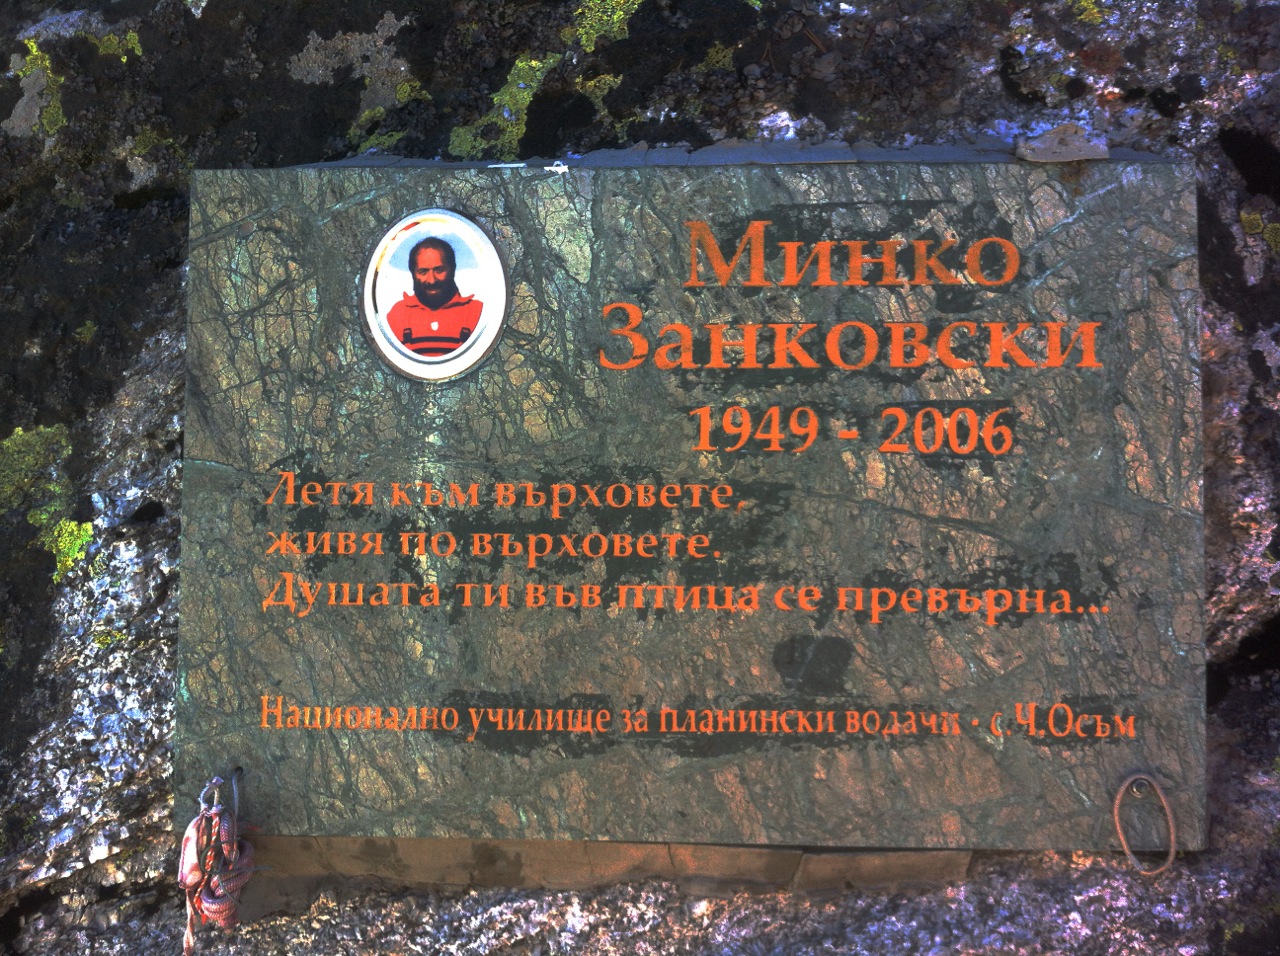 Минко
Занковски
1949 - 2006
Летя към върховете,
живя по върховете.
Душата ти във птица се превърна...
Национално училище за планински водачи · с.Ч.Осъм